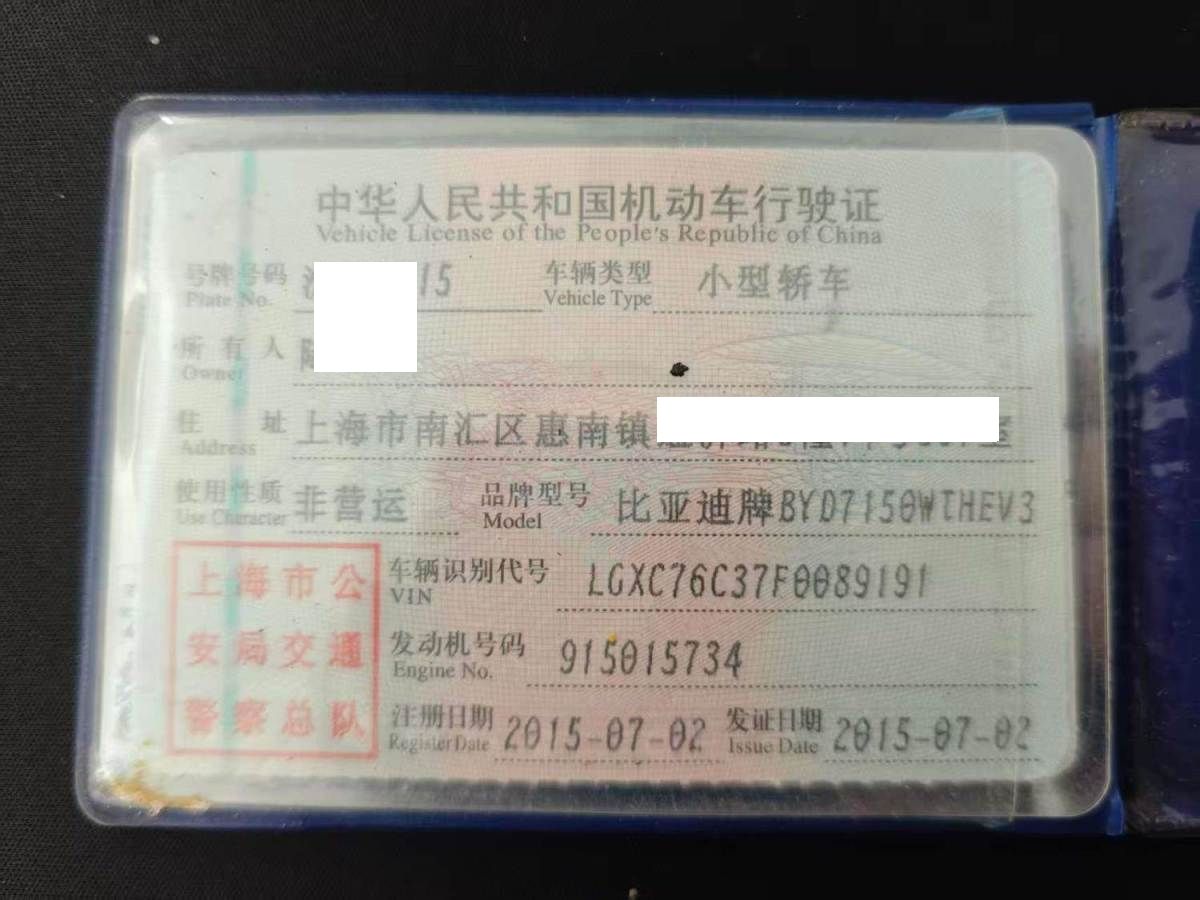 中华人民共和国机动车行驶证
Vehicle License of the People's Republic of China
号牌号码 15 车辆类型 小型轿车
Plate No. Vehicle Type
所有人
Owner
住址 上海市南汇区惠南镇
Address
使用性质 非营运 品牌型号 比亚迪牌BYD7150WTHEV3
Use Character Model
上海市公 车辆识别代号 LGXC76C37F0089191
VIN
安局交通 发动机号码 915015734
Engine No.
警察总队 注册日期 2015-07-02 发证日期 2015-07-02
Register Date Issue Date